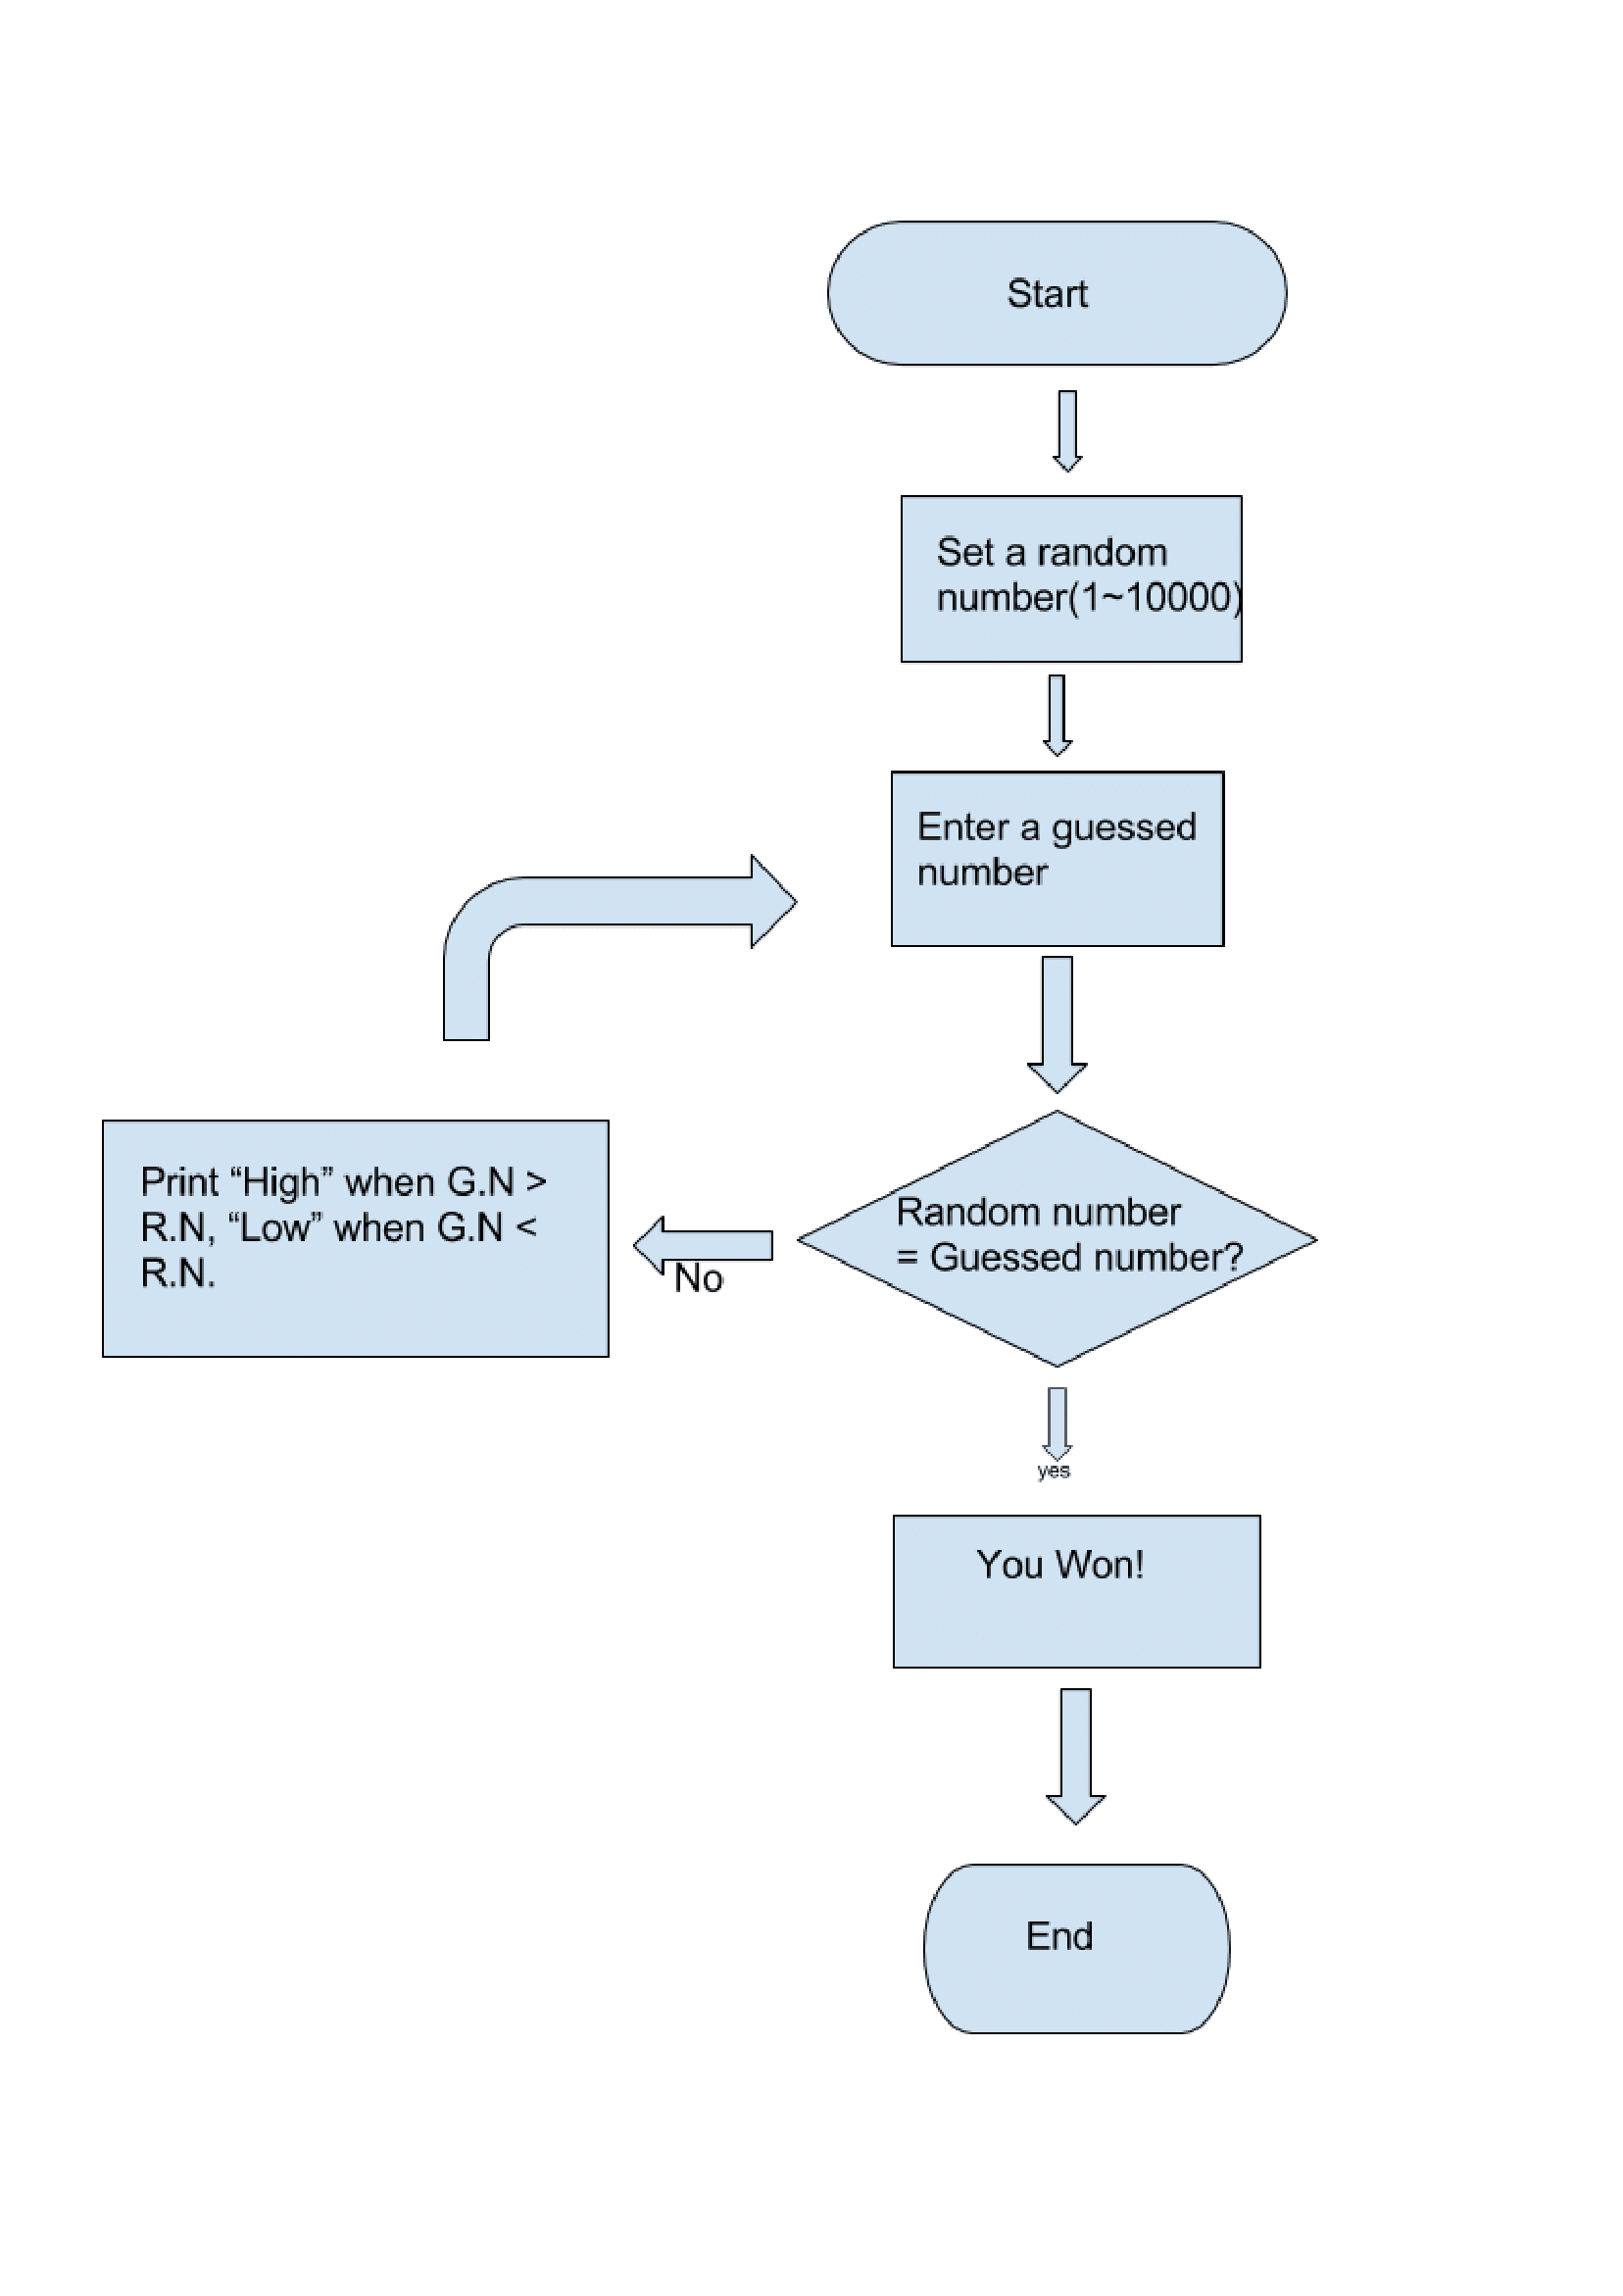 Start
Set a random
number(1~10000)
Enter a guessed
number
Random number
= Guessed number?
No
Print “High” when G.N >
R.N, “Low” when G.N <
R.N.
yes
You Won!
End